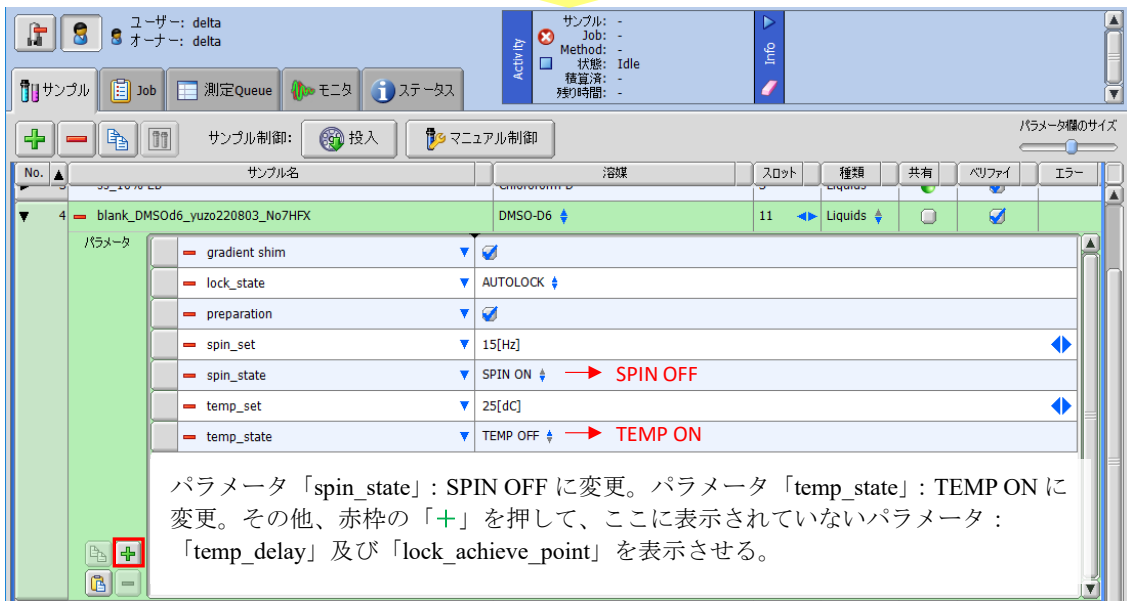 ユーザー: delta
オーナー: delta
Activity
サンプル: -
Job: -
Method: -
状態: Idle
積算済: -
残り時間: -
Info
サンプル
Job
測定Queue
モニタ
ステータス
サンプル制御:
投入
マニュアル制御
パラメータ欄のサイズ
No. サンプル名 溶媒 スロット 種類 共有 ベリファイ エラー
4 blank_DMSOd6_yuzo220803_No7HFX DMSO-D6 11 Liquids
パラメータ
gradient shim
lock_state AUTOLOCK
preparation
spin_set 15[Hz]
spin_state SPIN ON → SPIN OFF
temp_set 25[dC]
temp_state TEMP OFF → TEMP ON
パラメータ「spin_state」: SPIN OFF に変更。パラメータ「temp_state」: TEMP ON に
変更。その他、赤枠の「+」を押して、ここに表示されていないパラメータ：
「temp_delay」及び「lock_achieve_point」を表示させる。